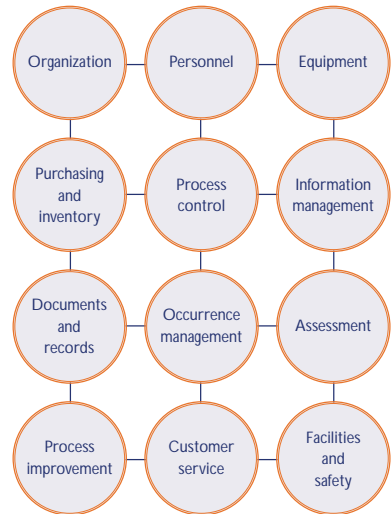 Organization
Personnel
Equipment
Purchasing
and
inventory
Process
control
Information
management
Documents
and
records
Occurrence
management
Assessment
Process
improvement
Customer
service
Facilities
and
safety